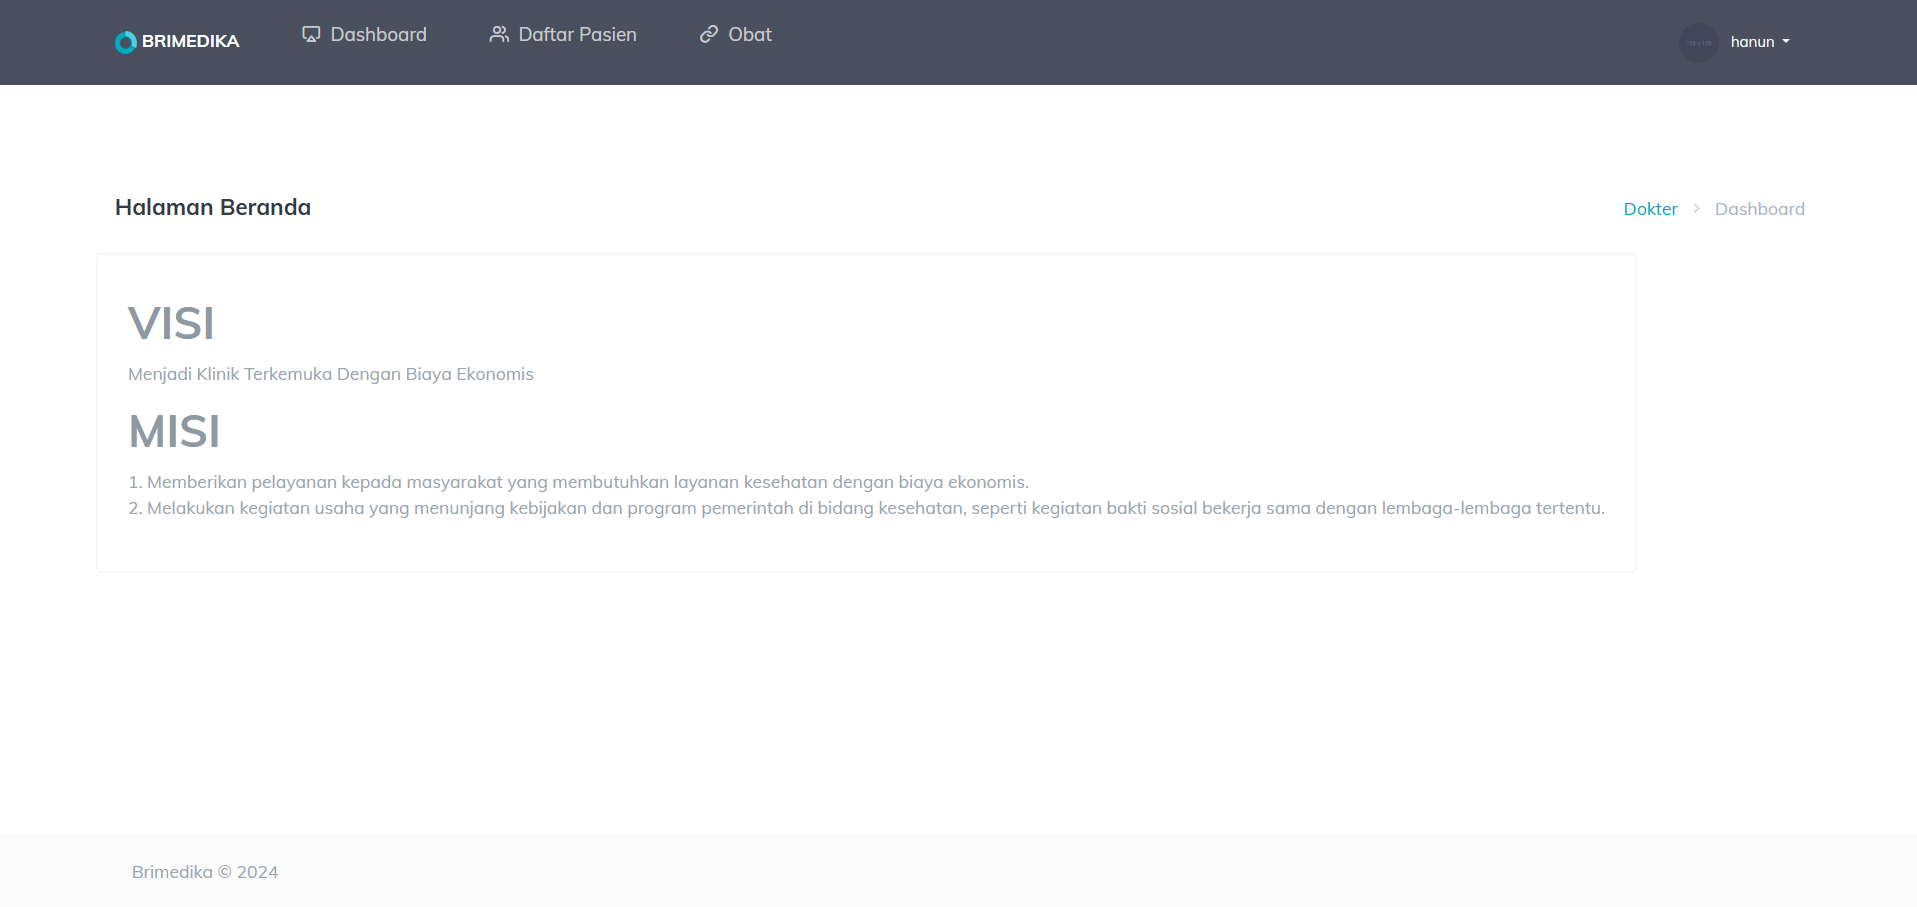 BRIMEDIKA
Dashboard
Daftar Pasien
Obat
hanun
Halaman Beranda
Dokter > Dashboard
VISI
Menjadi Klinik Terkemuka Dengan Biaya Ekonomis
MISI
1. Memberikan pelayanan kepada masyarakat yang membutuhkan layanan kesehatan dengan biaya ekonomis.
2. Melakukan kegiatan usaha yang menunjang kebijakan dan program pemerintah di bidang kesehatan, seperti kegiatan bakti sosial bekerja sama dengan lembaga-lembaga tertentu.
Brimedika © 2024